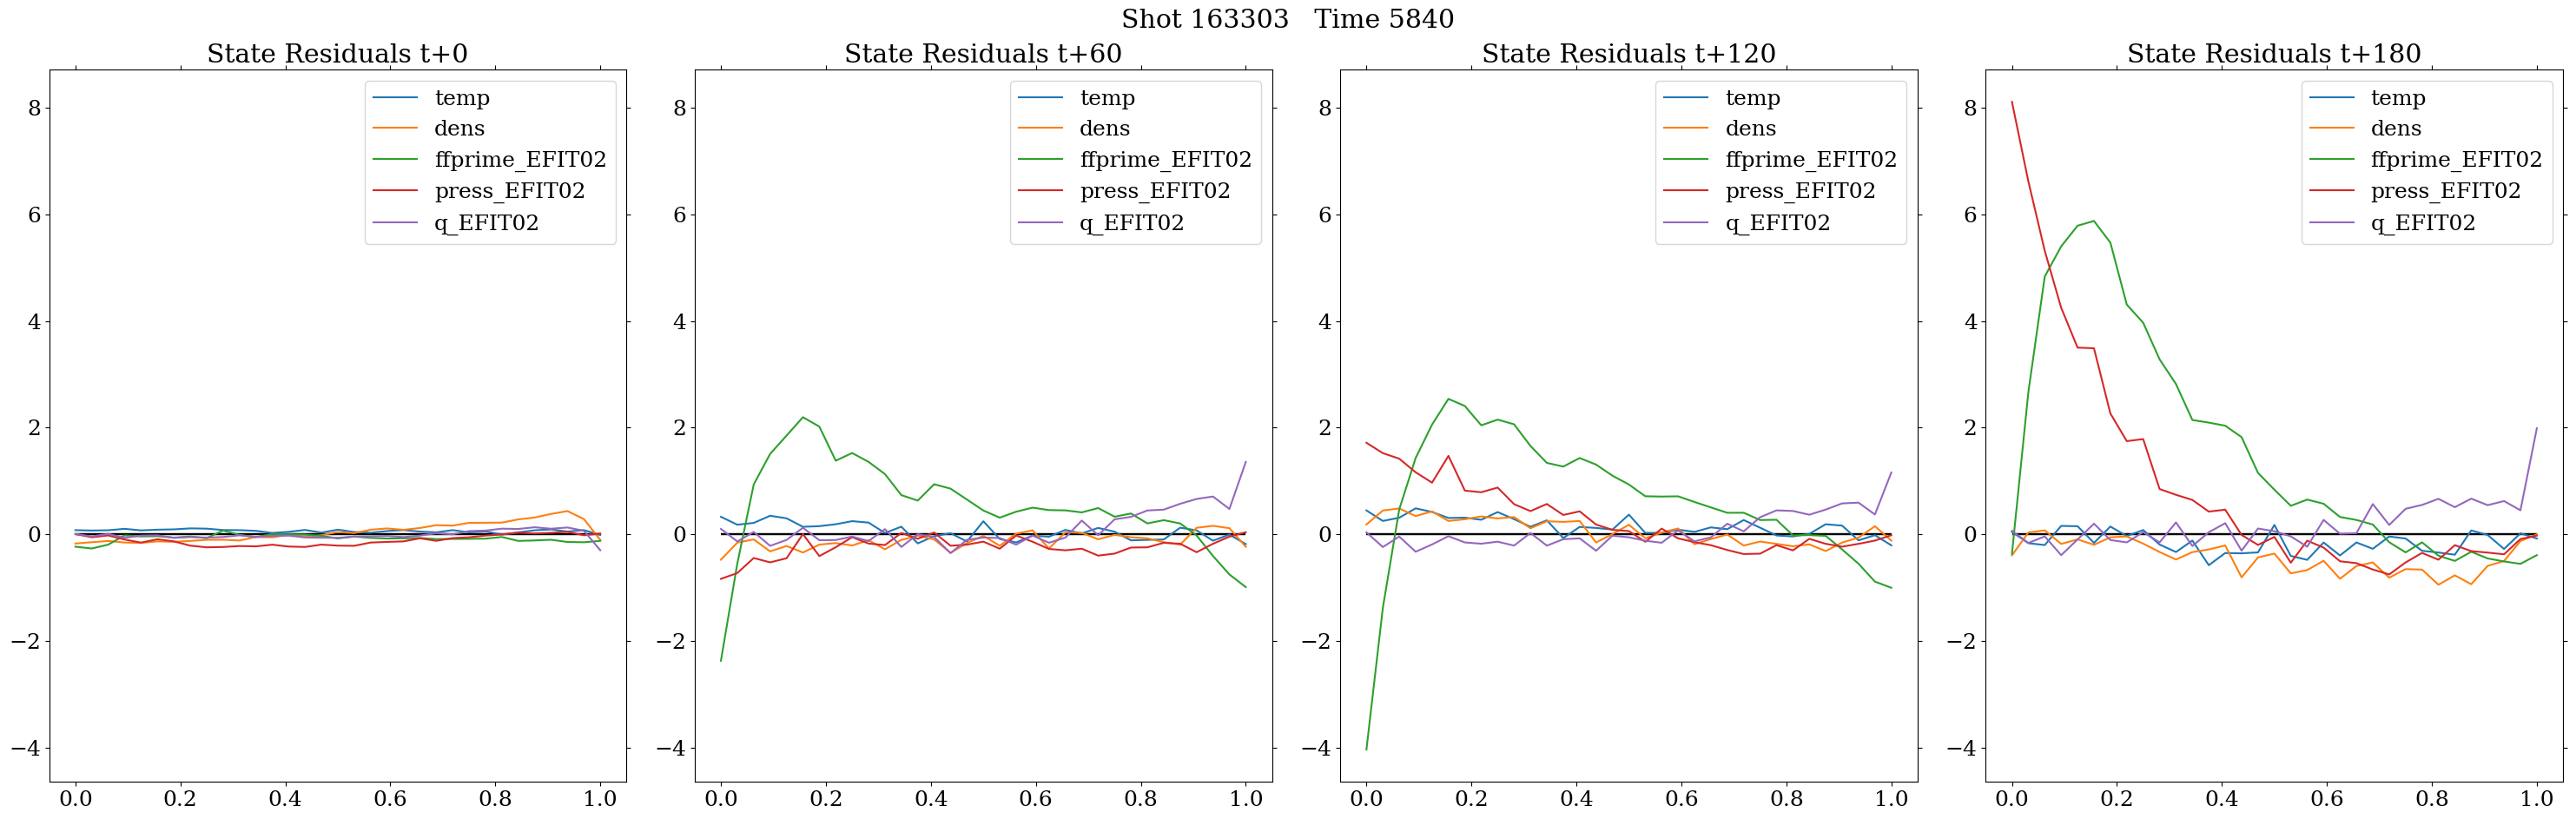 Shot 163303   Time 5840
State Residuals t+0
8
6
4
2
0
−2
−4
0.0 0.2 0.4 0.6 0.8 1.0
temp
dens
ffprime_EFIT02
press_EFIT02
q_EFIT02
State Residuals t+60
8
6
4
2
0
−2
−4
0.0 0.2 0.4 0.6 0.8 1.0
temp
dens
ffprime_EFIT02
press_EFIT02
q_EFIT02
State Residuals t+120
8
6
4
2
0
−2
−4
0.0 0.2 0.4 0.6 0.8 1.0
temp
dens
ffprime_EFIT02
press_EFIT02
q_EFIT02
State Residuals t+180
8
6
4
2
0
−2
−4
0.0 0.2 0.4 0.6 0.8 1.0
temp
dens
ffprime_EFIT02
press_EFIT02
q_EFIT02